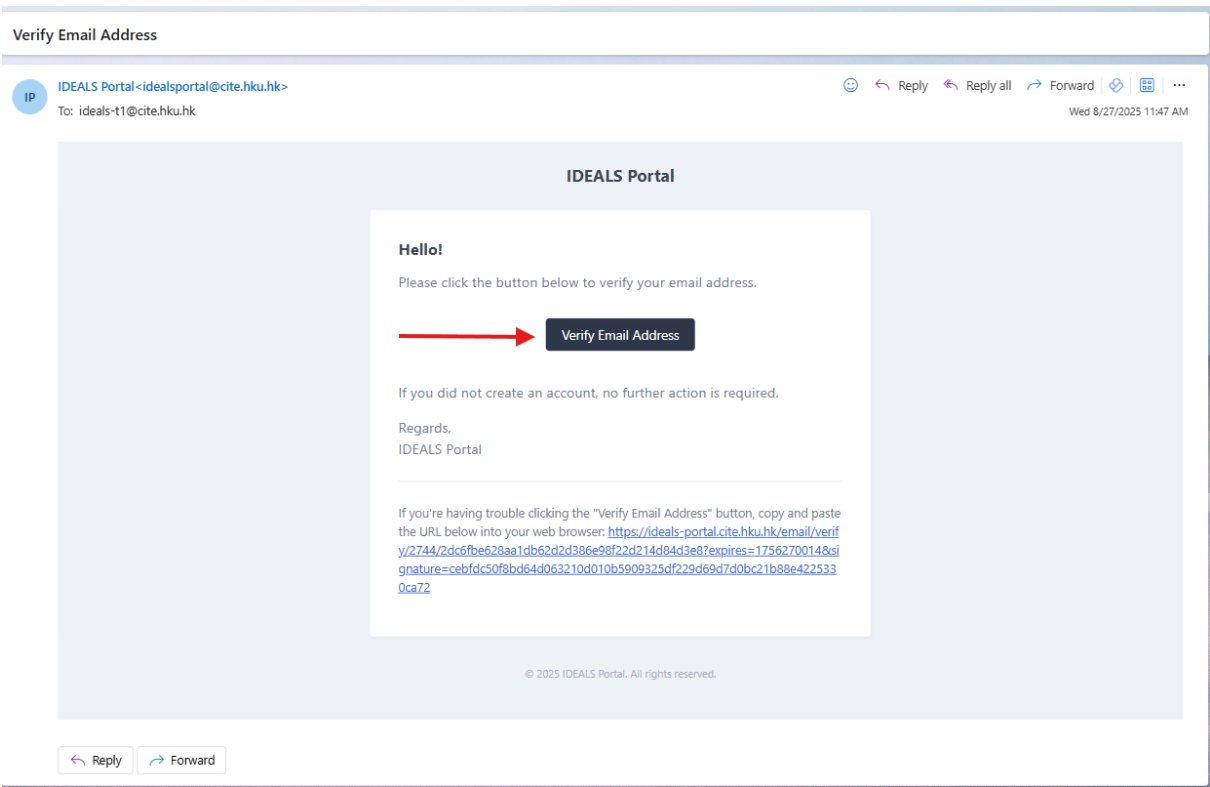 Verify Email Address
IP
IDEALS Portal<idealsportal@cite.hku.hk>
Reply
Reply all
Forward
To: ideals-t1@cite.hku.hk
Wed 8/27/2025 11:47 AM
IDEALS Portal
Hello!
Please click the button below to verify your email address.
Verify Email Address
If you did not create an account, no further action is required.
Regards,
IDEALS Portal
If you're having trouble clicking the "Verify Email Address" button, copy and paste
the URL below into your web browser: https://ideals-portal.cite.hku.hk/email/verif
y/2744/2dc6fbe628aa1db62d2d386e98f22d214d84d3e8?expires=1756270014&si
gnature=cebfdc50f8bd64d063210d010b5909325df229d69d7d0bc21b88e422533
0ca72
© 2025 IDEALS Portal. All rights reserved.
Reply
Forward